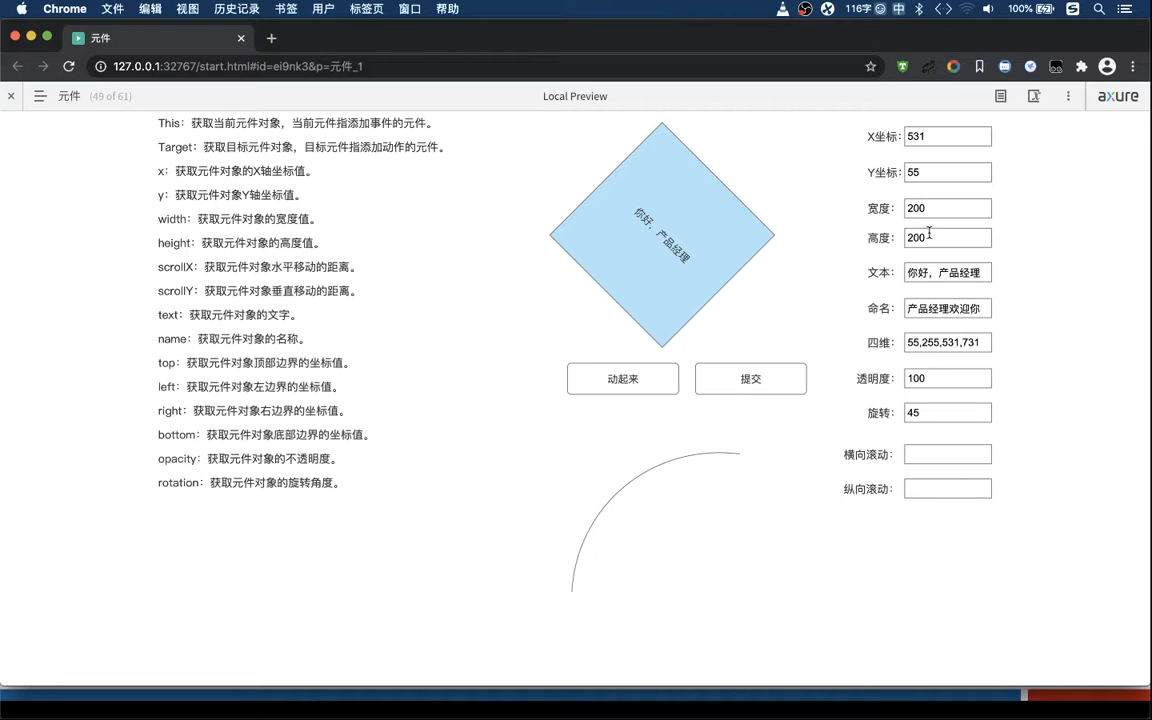 Chrome 文件 编辑 视图 历史记录 书签 用户 标签页 窗口 帮助 116字 中 100%
元件
127.0.0.1:32767/start.html#id=ei9nk3&p=元件_1
元件 (49 of 61) Local Preview axure
This：获取当前元件对象，当前元件指添加事件的元件。
Target：获取目标元件对象，目标元件指添加动作的元件。
x：获取元件对象的X轴坐标值。
y：获取元件对象Y轴坐标值。
width：获取元件对象的宽度值。
height：获取元件对象的高度值。
scrollX：获取元件对象水平移动的距离。
scrollY：获取元件对象垂直移动的距离。
text：获取元件对象的文字。
name：获取元件对象的名称。
top：获取元件对象顶部边界的坐标值。
left：获取元件对象左边界的坐标值。
right：获取元件对象右边界的坐标值。
bottom：获取元件对象底部边界的坐标值。
opacity：获取元件对象的不透明度。
rotation：获取元件对象的旋转角度。
你好，产品经理
动起来 提交
X坐标: 531
Y坐标: 55
宽度： 200
高度： 200
文本： 你好，产品经理
命名： 产品经理欢迎你
四维： 55,255,531,731
透明度： 100
旋转： 45
横向滚动：
纵向滚动：